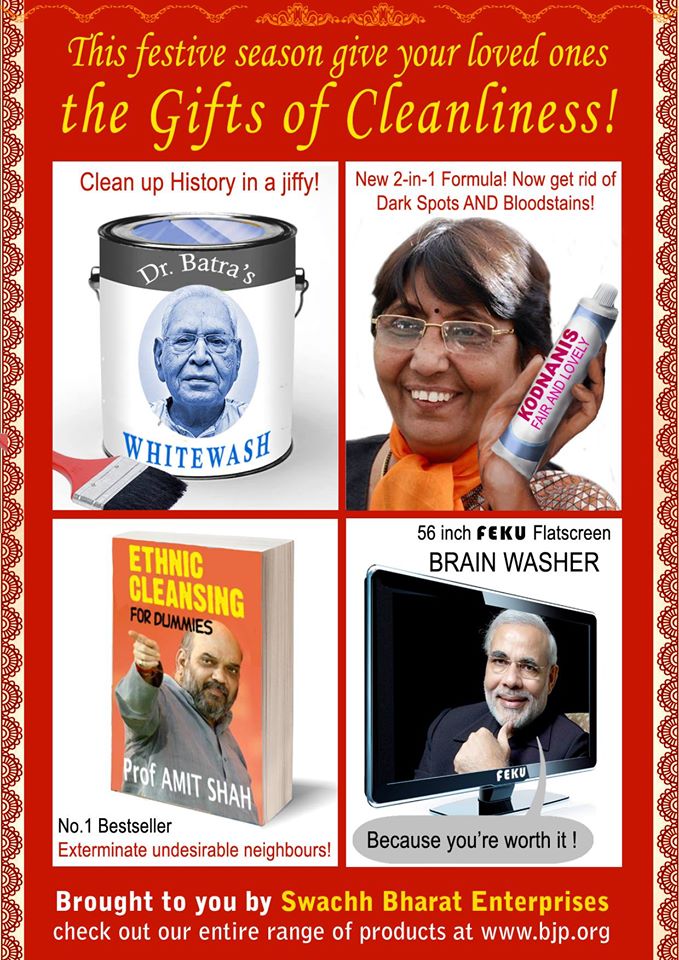 This festive season give your loved ones
the Gifts of Cleanliness!
Clean up History in a jiffy!
Dr. Batra's
WHITEWASH
New 2-in-1 Formula! Now get rid of
Dark Spots AND Bloodstains!
KODNANIS
FAIR AND LOVELY
ETHNIC
CLEANSING
FOR DUMMIES
Prof AMIT SHAH
No.1 Bestseller
Exterminate undesirable neighbours!
56 inch FEKU Flatscreen
BRAIN WASHER
FEKU
Because you're worth it !
Brought to you by Swachh Bharat Enterprises
check out our entire range of products at www.bjp.org